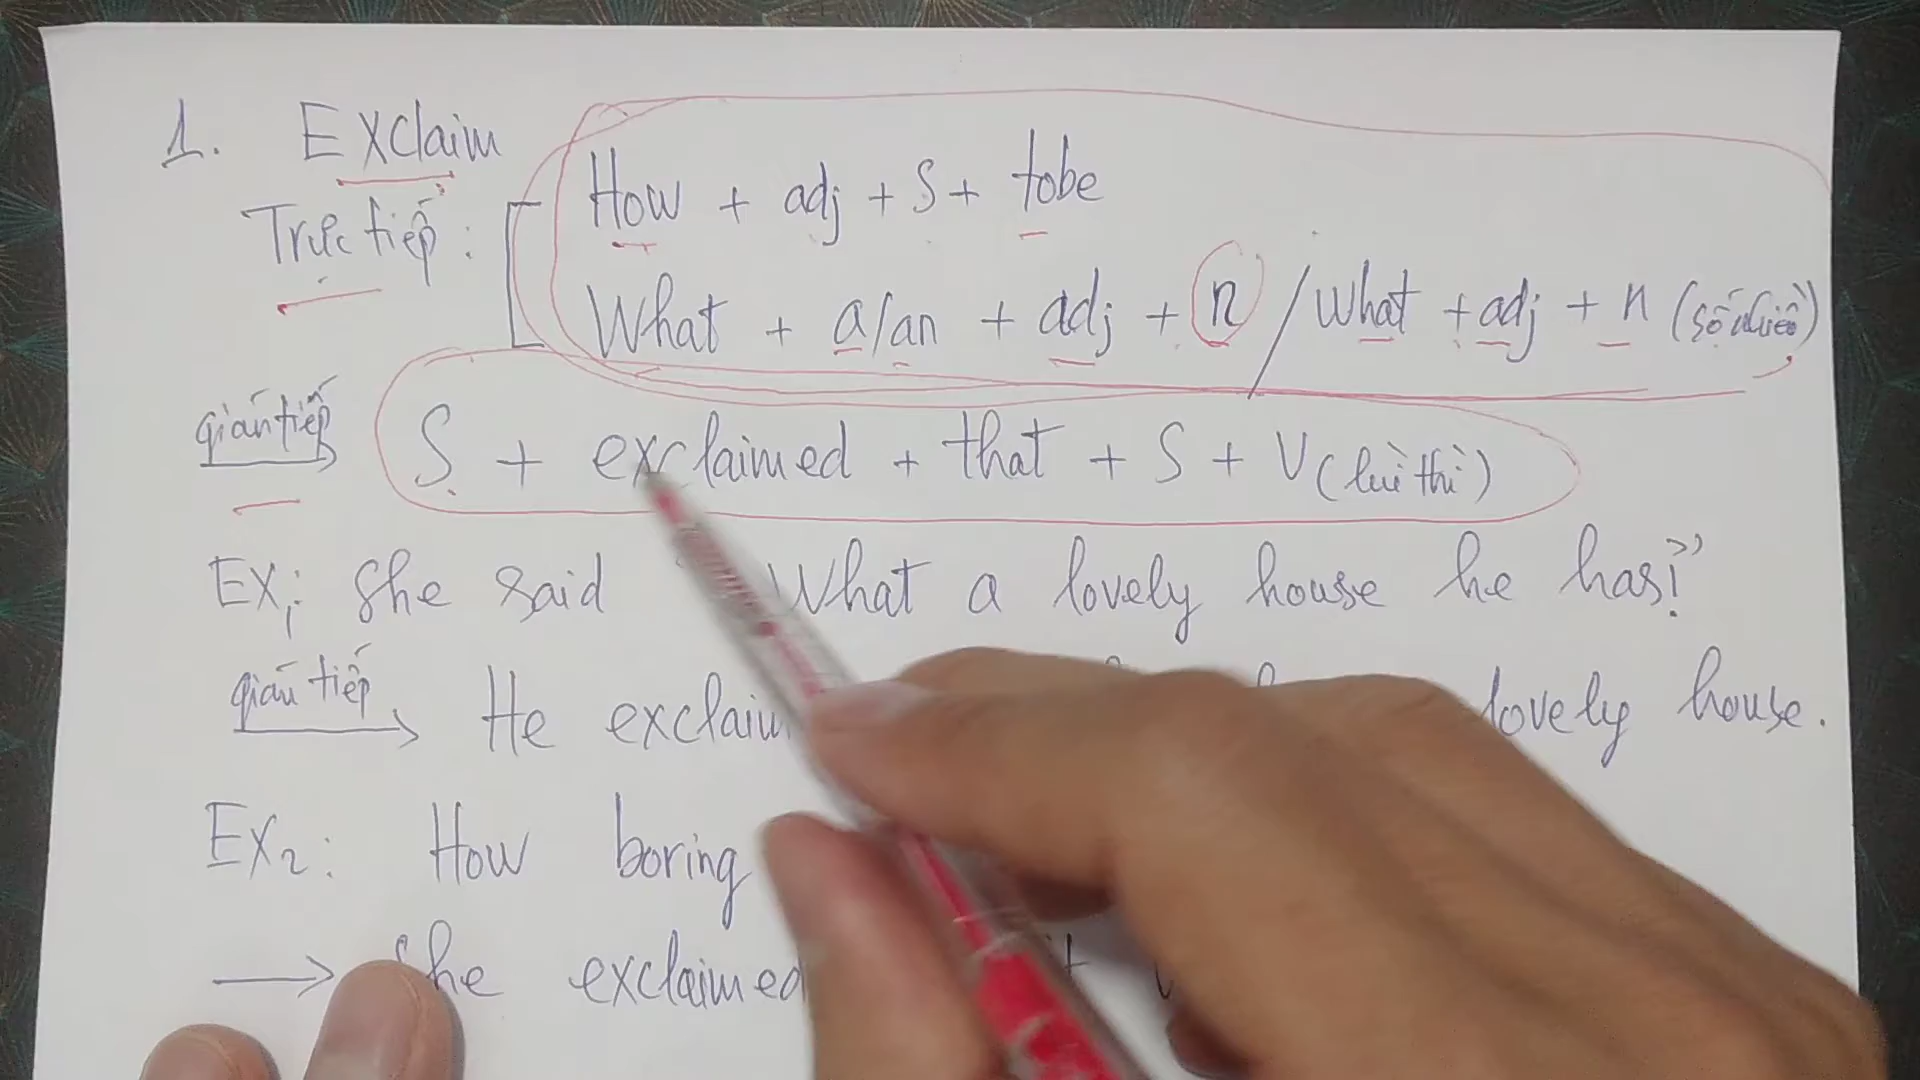 1. Exclaim
Trực tiếp : How + adj + S + tobe
What + a/an + adj + n / What + adj + n (số nhiều)
gián tiếp S + exclaimed + that + S + V (lùi thì)
Ex1: She said What a lovely house he has!"
gián tiếp → He exclaim lovely house.
Ex2: How boring
→ She exclaimed